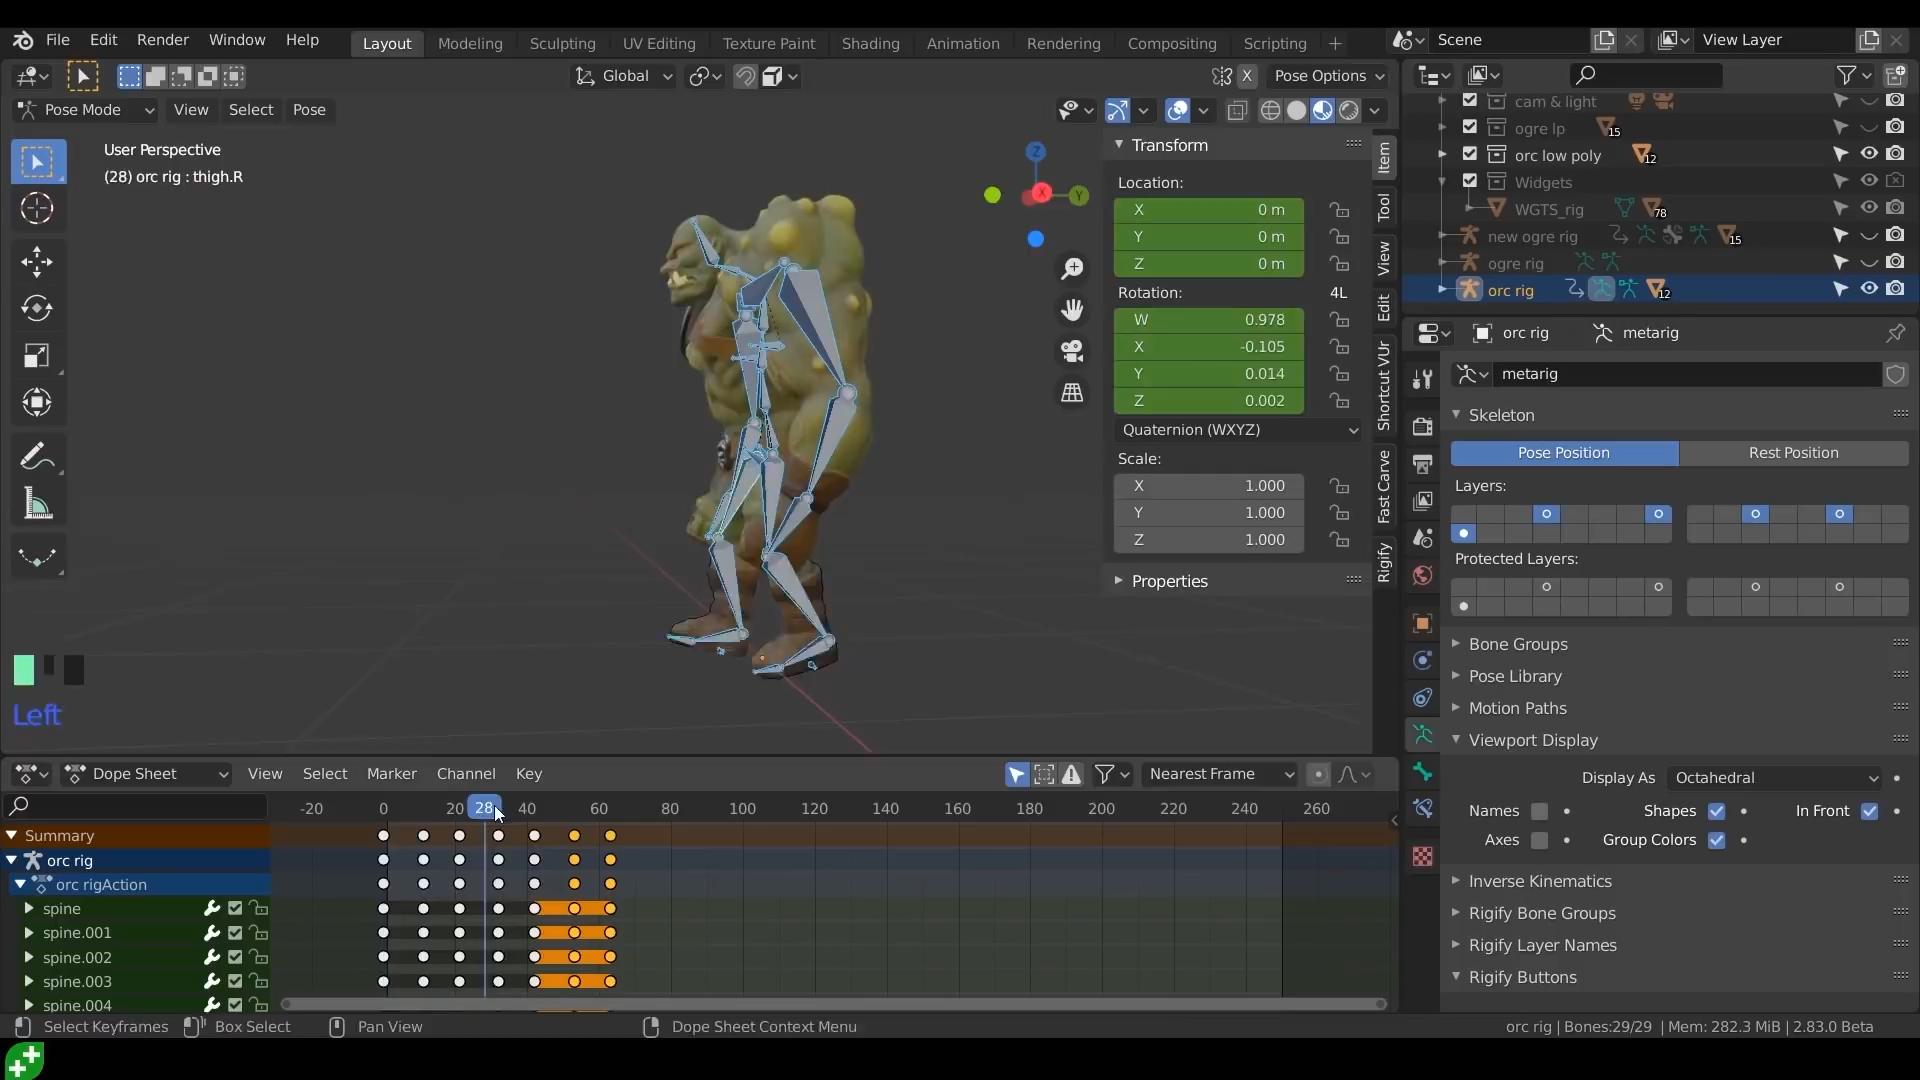 File Edit Render Window Help Layout Modeling Sculpting UV Editing Texture Paint Shading Animation Rendering Compositing Scripting Scene View Layer
Global X Pose Options
Pose Mode View Select Pose
User Perspective
(28) orc rig : thigh.R
Z
Y
X
Transform
Location:
X 0 m
Y 0 m
Z 0 m
Rotation: 4L
W 0.978
X -0.105
Y 0.014
Z 0.002
Quaternion (WXYZ)
Scale:
X 1.000
Y 1.000
Z 1.000
Properties
Item
Tool
View
Edit
Shortcut VUr
Fast Carve
Rigify
Left
cam & light
ogre lp 15
orc low poly 12
Widgets
WGTS_rig 78
new ogre rig 15
ogre rig
orc rig 12
orc rig metarig
metarig
Skeleton
Pose Position Rest Position
Layers:
Protected Layers:
Bone Groups
Pose Library
Motion Paths
Viewport Display
Display As Octahedral
Names Shapes In Front
Axes Group Colors
Inverse Kinematics
Rigify Bone Groups
Rigify Layer Names
Rigify Buttons
Dope Sheet View Select Marker Channel Key Nearest Frame
-20 0 20 28 40 60 80 100 120 140 160 180 200 220 240 260
Summary
orc rig
orc rigAction
spine
spine.001
spine.002
spine.003
spine.004
Select Keyframes Box Select Pan View Dope Sheet Context Menu orc rig | Bones:29/29 | Mem: 282.3 MiB | 2.83.0 Beta